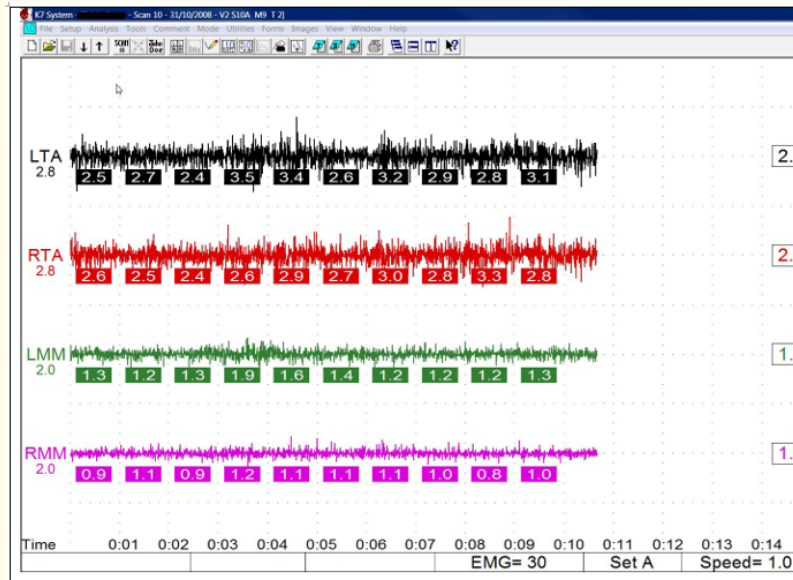 K7 System - - Scan 10 - 31/10/2008 - V2 S10A M9 T 2]
File Setup Analysis Tools Comment Mode Utilities Forms Images View Window Help
LTA
2.8
2.5 2.7 2.4 3.5 3.4 2.6 3.2 2.9 2.8 3.1
2.
RTA
2.8
2.6 2.5 2.4 2.6 2.9 2.7 3.0 2.8 3.3 2.8
2.
LMM
2.0
1.3 1.2 1.3 1.9 1.6 1.4 1.2 1.2 1.2 1.3
1.
RMM
2.0
0.9 1.1 0.9 1.2 1.1 1.1 1.1 1.0 0.8 1.0
1.
Time 0:01 0:02 0:03 0:04 0:05 0:06 0:07 0:08 0:09 0:10 0:11 0:12 0:13 0:14
EMG= 30 Set A Speed= 1.0